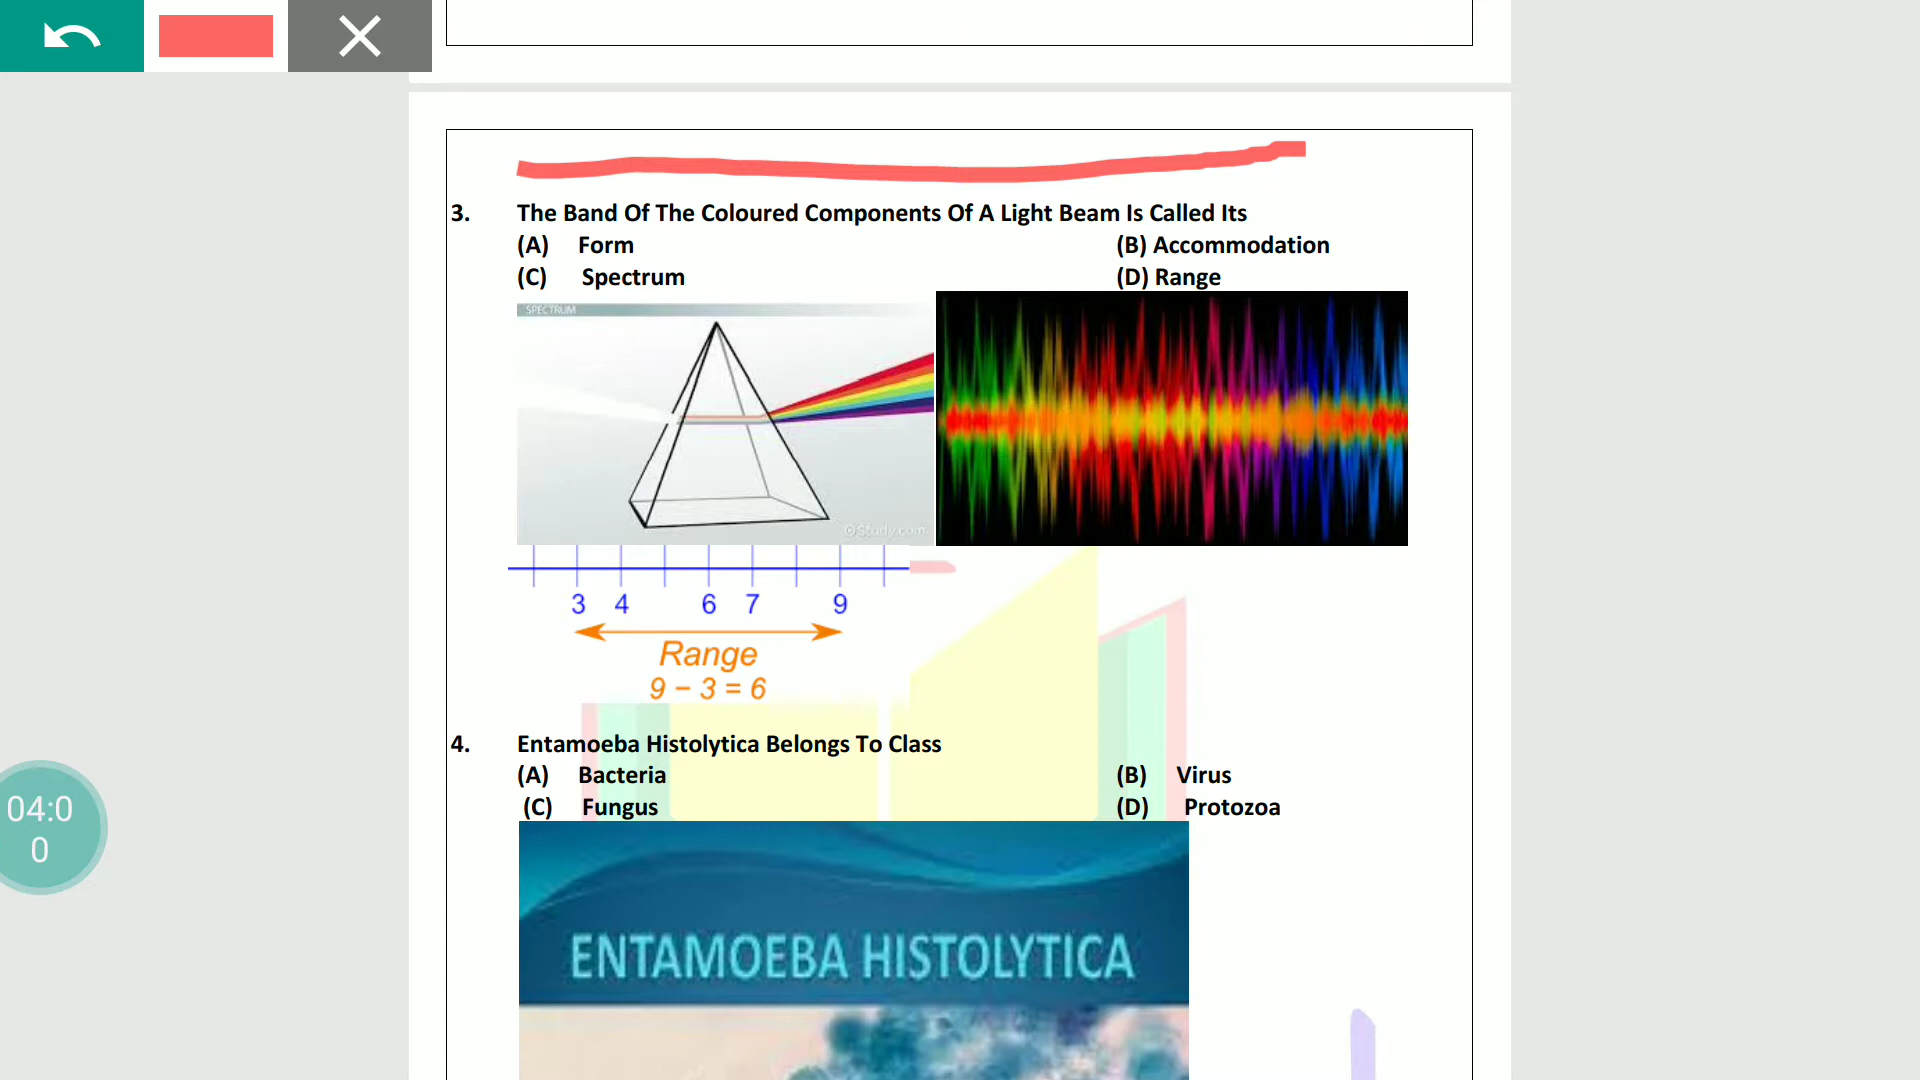 3. The Band Of The Coloured Components Of A Light Beam Is Called Its
(A) Form (B) Accommodation
(C) Spectrum (D) Range
SPECTRUM
©Study.com
3 4 6 7 9
Range
9 − 3 = 6
4. Entamoeba Histolytica Belongs To Class
(A) Bacteria (B) Virus
(C) Fungus (D) Protozoa
04:0
0
ENTAMOEBA HISTOLYTICA